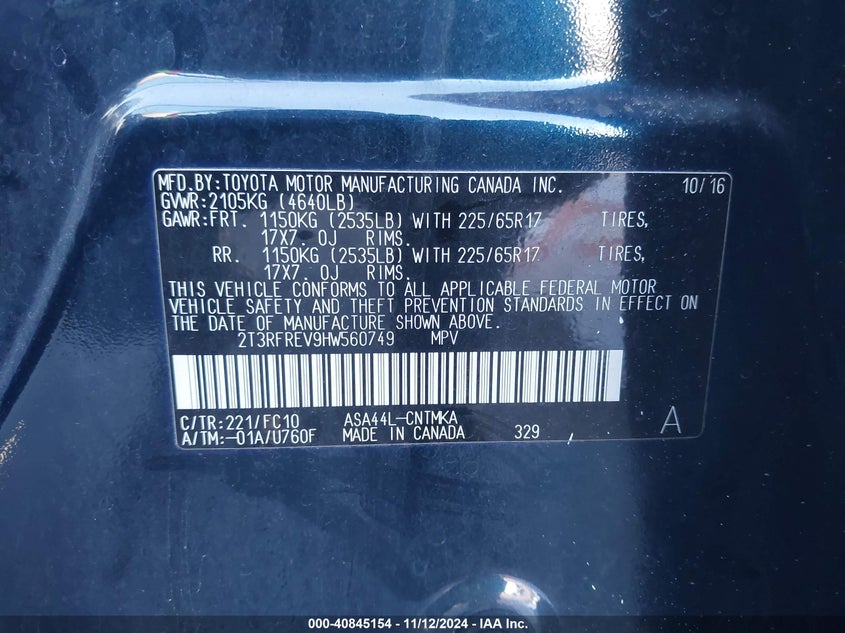 MFD.BY:TOYOTA MOTOR MANUFACTURING CANADA INC. 10/16
GVWR:2105KG (4640LB)
GAWR:FRT. 1150KG (2535LB) WITH 225/65R17 TIRES,
17X7. 0J RIMS.
RR. 1150KG (2535LB) WITH 225/65R17 TIRES,
17X7. 0J RIMS.
THIS VEHICLE CONFORMS TO ALL APPLICABLE FEDERAL MOTOR
VEHICLE SAFETY AND THEFT PREVENTION STANDARDS IN EFFECT ON
THE DATE OF MANUFACTURE SHOWN ABOVE.
2T3RFREV9HW560749 MPV
C/TR:221/FC10 ASA44L-CNTMKA
A/TM:-01A/U760F MADE IN CANADA 329 A
000-40845154 - 11/12/2024 - IAA Inc.